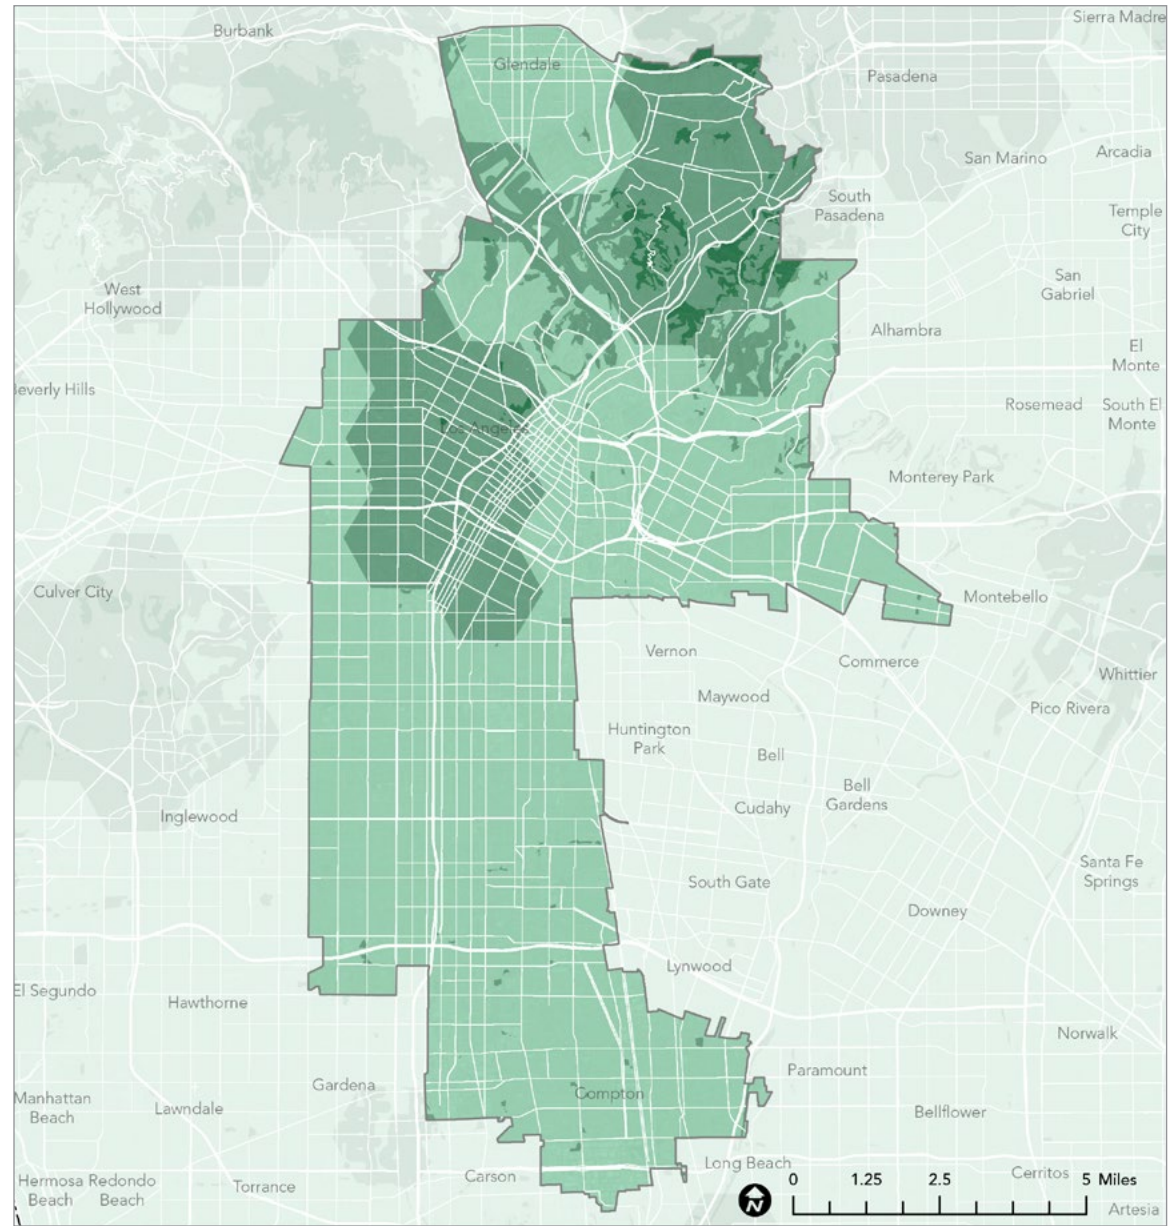 Sierra Madre
Burbank
Glendale
Pasadena
San Marino
Arcadia
South
Pasadena
Temple
City
West
Hollywood
San
Gabriel
Alhambra
El
Monte
Beverly Hills
Rosemead
South El
Monte
Los Angeles
Monterey Park
Culver City
Montebello
Vernon
Commerce
Whittier
Maywood
Pico Rivera
Huntington
Park
Bell
Bell
Gardens
Cudahy
Inglewood
South Gate
Santa Fe
Springs
Downey
Lynwood
El Segundo
Hawthorne
Norwalk
Paramount
Gardena
Compton
Manhattan
Beach
Lawndale
Bellflower
Long Beach
Carson
Cerritos
Hermosa
Beach
Redondo
Beach
Torrance
N
0 1.25 2.5 5 Miles
Artesia